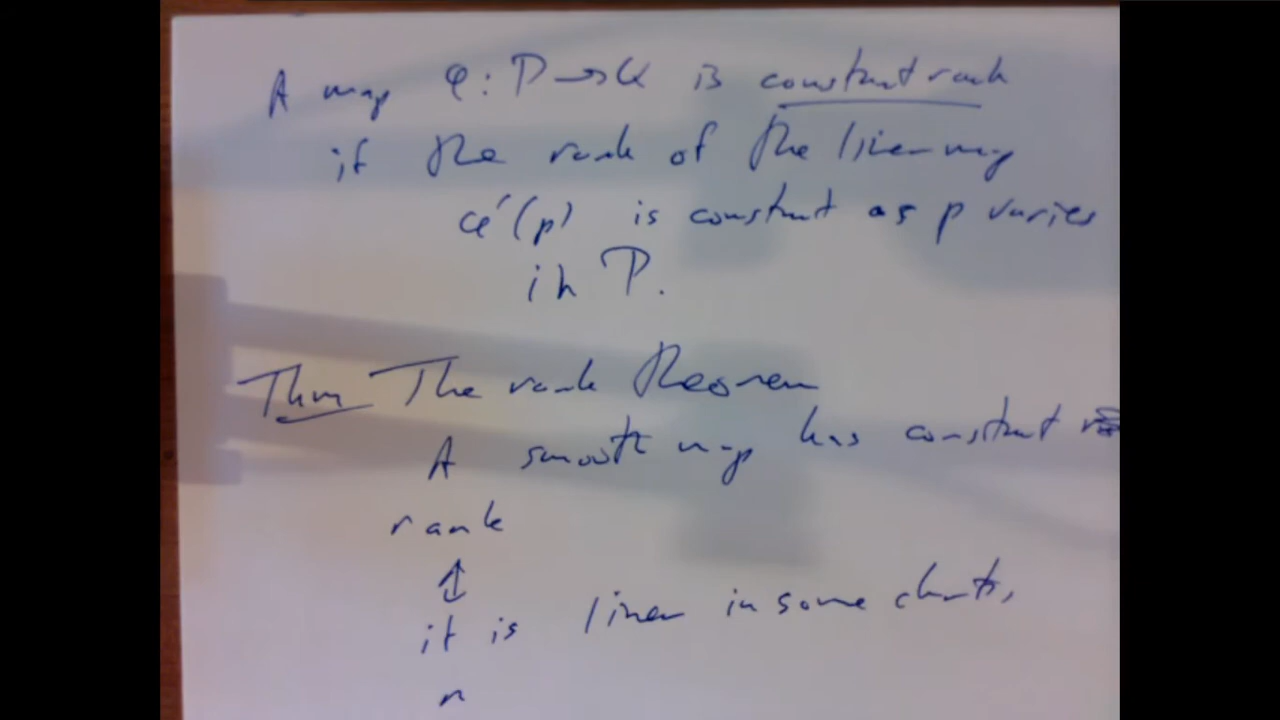 A map φ: P→Q is constant rank
if the rank of the linear map
φ'(p) is constant as p varies
in P.
Thm The rank theorem
A smooth map has constant
rank
↕
it is linear in some charts,
n